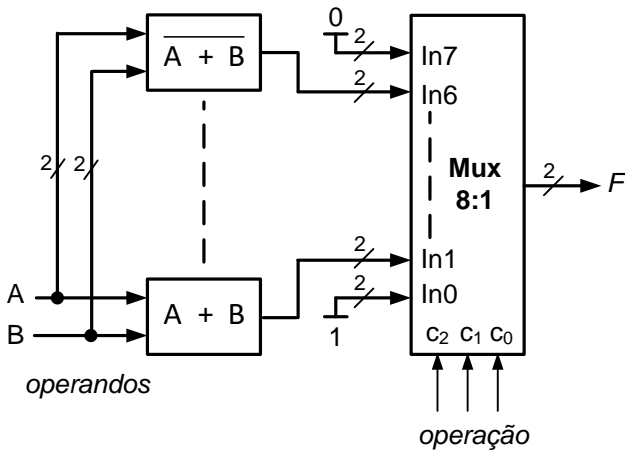 0
2
A + B
2
In7
2
In6
2
2
Mux
8:1
2
F
2
In1
A
A + B
2
In0
B
1
c₂ c₁ c₀
operandos
operação